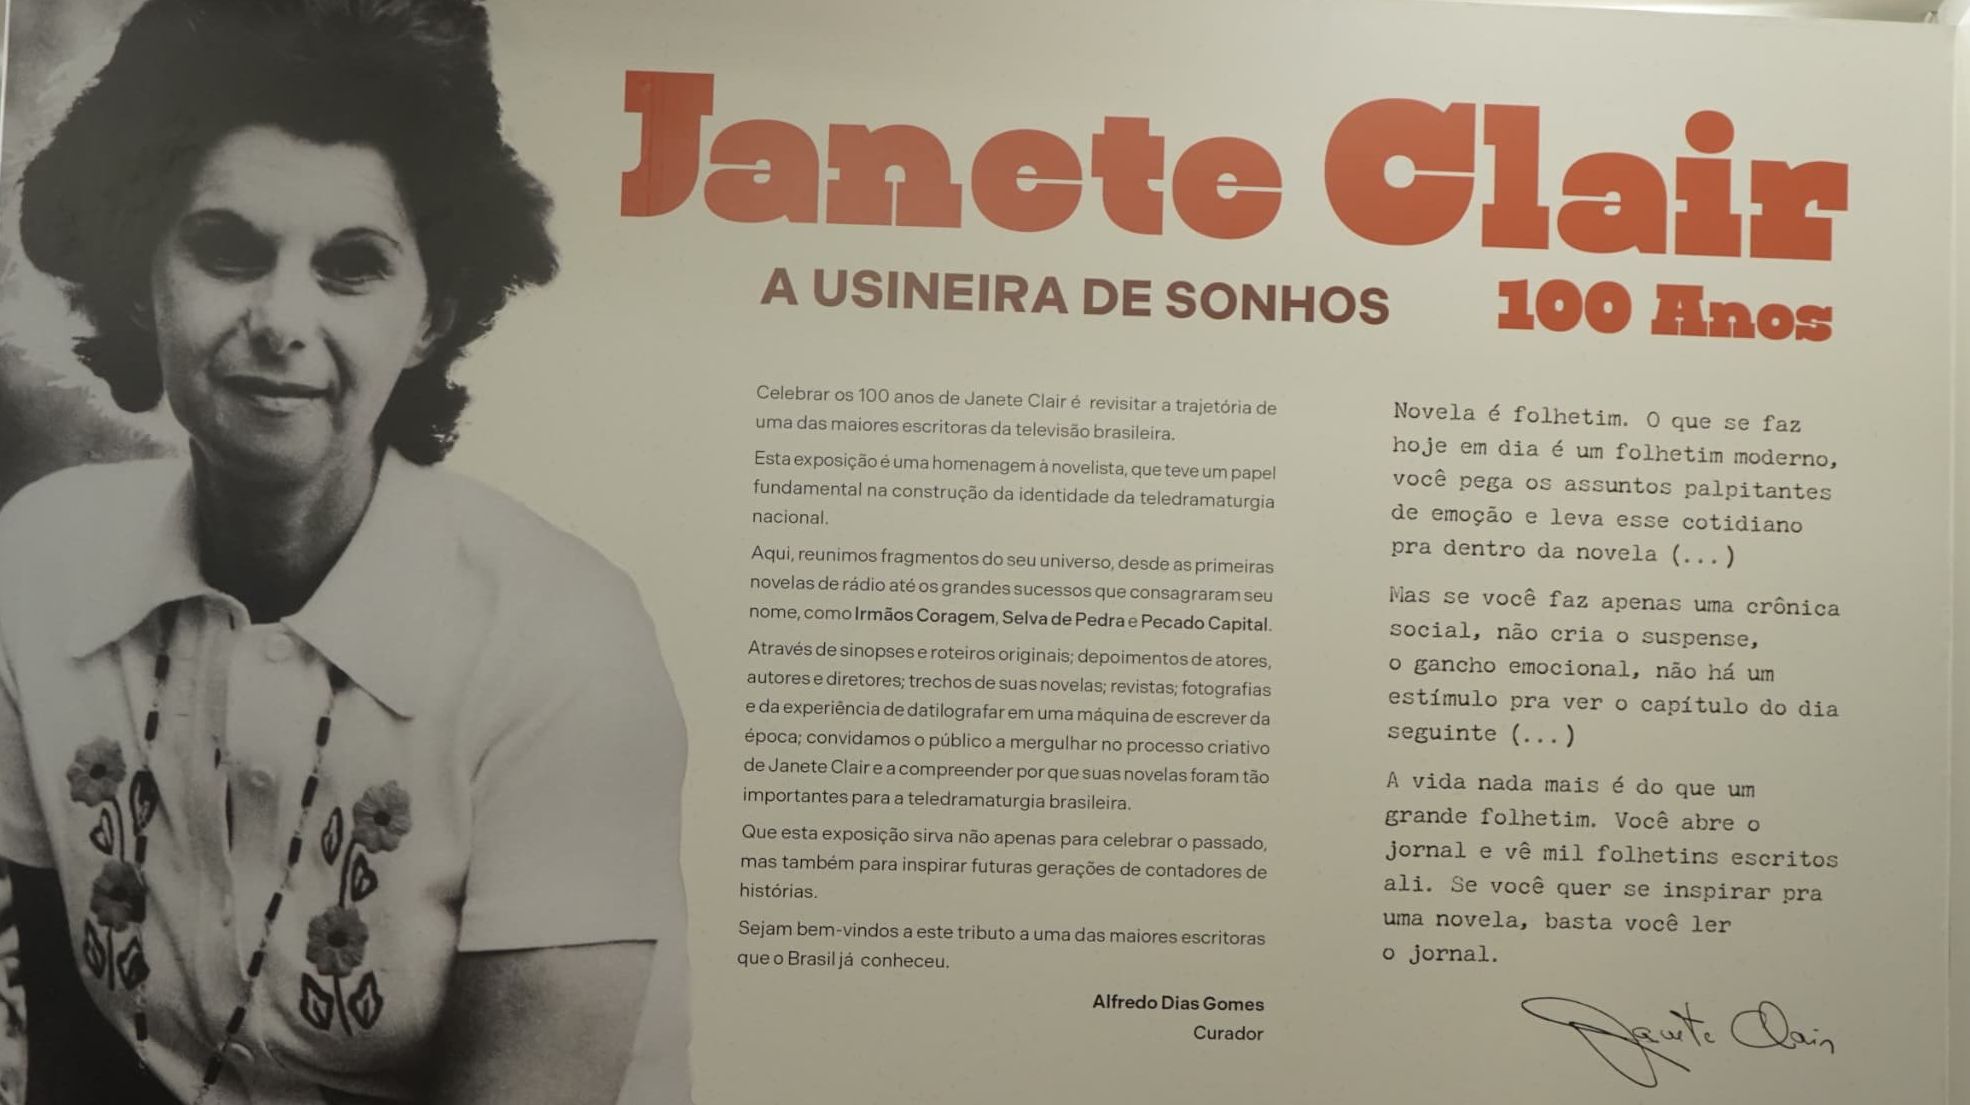 Janete Clair
A USINEIRA DE SONHOS
100 Anos
Celebrar os 100 anos de Janete Clair é revisitar a trajetória de
uma das maiores escritoras da televisão brasileira.
Esta exposição é uma homenagem à novelista, que teve um papel
fundamental na construção da identidade da teledramaturgia
nacional.
Aqui, reunimos fragmentos do seu universo, desde as primeiras
novelas de rádio até os grandes sucessos que consagraram seu
nome, como Irmãos Coragem, Selva de Pedra e Pecado Capital.
Através de sinopses e roteiros originais; depoimentos de atores,
autores e diretores; trechos de suas novelas; revistas; fotografias
e da experiência de datilografar em uma máquina de escrever da
época; convidamos o público a mergulhar no processo criativo
de Janete Clair e a compreender por que suas novelas foram tão
importantes para a teledramaturgia brasileira.
Que esta exposição sirva não apenas para celebrar o passado,
mas também para inspirar futuras gerações de contadores de
histórias.
Sejam bem-vindos a este tributo a uma das maiores escritoras
que o Brasil já conheceu.
Alfredo Dias Gomes
Curador
Novela é folhetim. O que se faz
hoje em dia é um folhetim moderno,
você pega os assuntos palpitantes
de emoção e leva esse cotidiano
pra dentro da novela (...)
Mas se você faz apenas uma crônica
social, não cria o suspense,
o gancho emocional, não há um
estímulo pra ver o capítulo do dia
seguinte (...)
A vida nada mais é do que um
grande folhetim. Você abre o
jornal e vê mil folhetins escritos
ali. Se você quer se inspirar pra
uma novela, basta você ler
o jornal.
Janete Clair